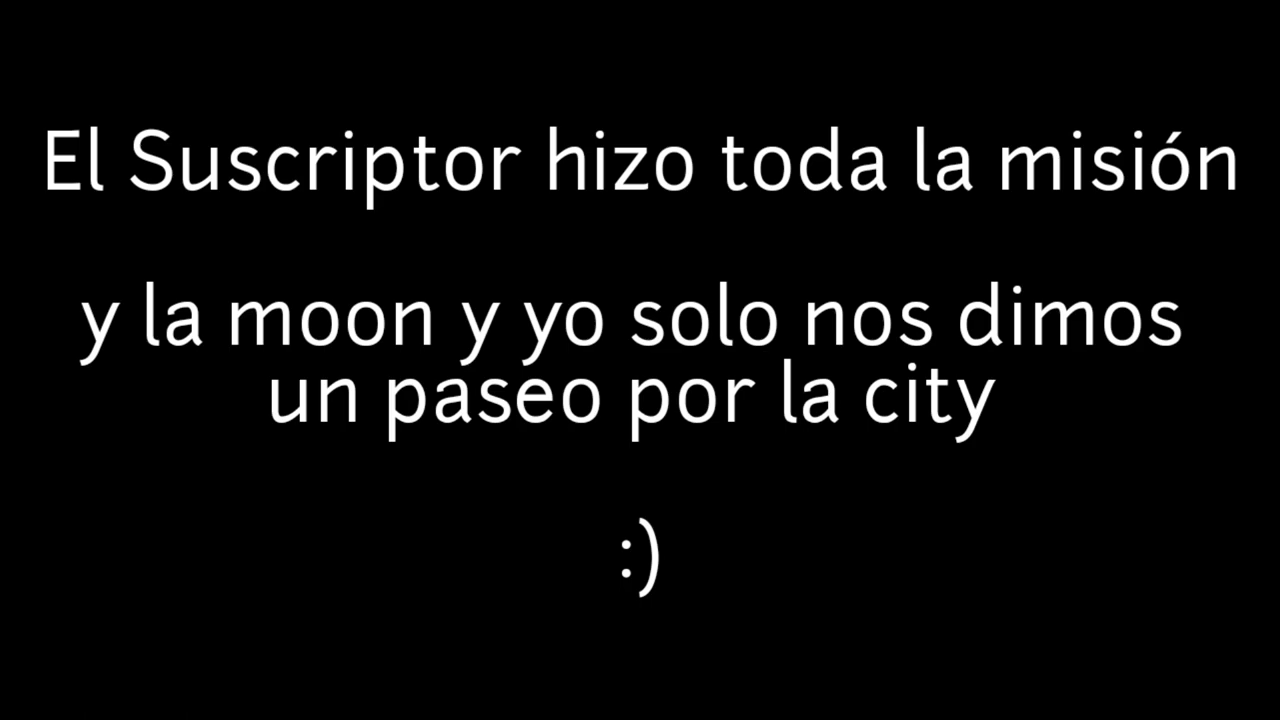 El Suscriptor hizo toda la misión
y la moon y yo solo nos dimos
un paseo por la city
:)